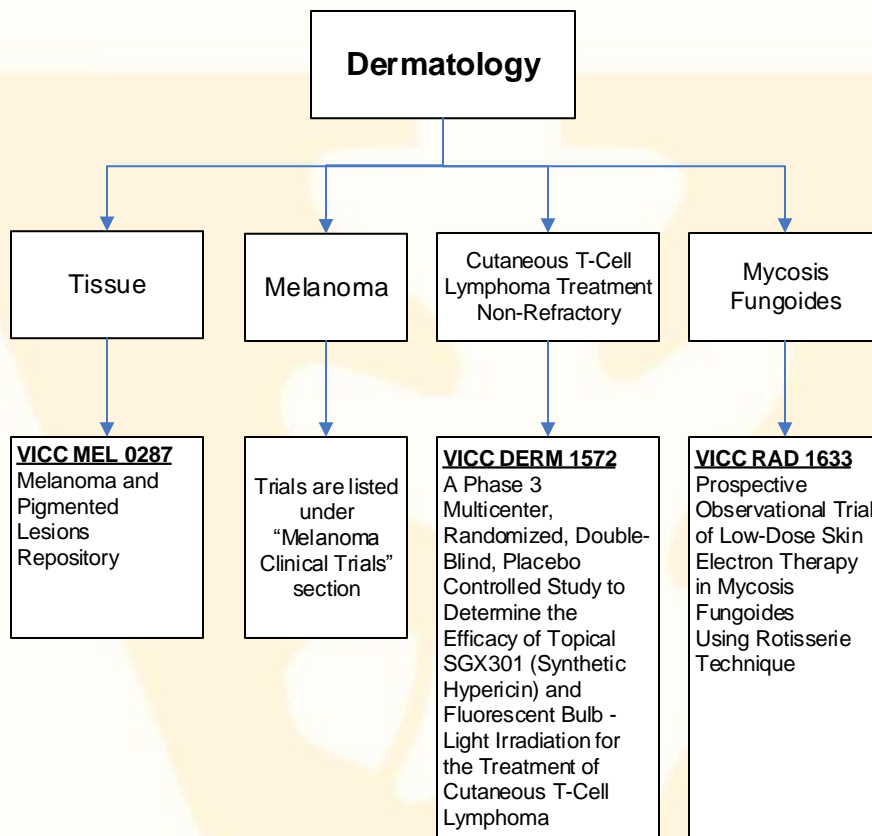 Dermatology
Tissue
Melanoma
Cutaneous T-Cell
Lymphoma Treatment
Non-Refractory
Mycosis
Fungoides
VICC MEL 0287
Melanoma and
Pigmented
Lesions
Repository
Trials are listed
under
“Melanoma
Clinical Trials”
section
VICC DERM 1572
A Phase 3
Multicenter,
Randomized, Double-
Blind, Placebo
Controlled Study to
Determine the
Efficacy of Topical
SGX301 (Synthetic
Hypericin) and
Fluorescent Bulb -
Light Irradiation for
the Treatment of
Cutaneous T-Cell
Lymphoma
VICC RAD 1633
Prospective
Observational Trial
of Low-Dose Skin
Electron Therapy
in Mycosis
Fungoides
Using Rotisserie
Technique